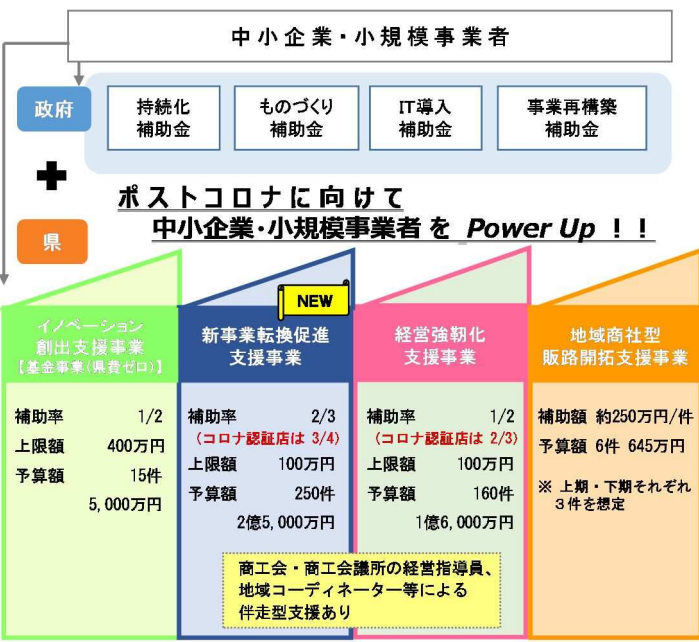 中小企業・小規模事業者
政府
持続化
補助金
ものづくり
補助金
IT導入
補助金
事業再構築
補助金
ポストコロナに向けて
中小企業・小規模事業者を Power Up ！！
県
イノベーション
創出支援事業
【基金事業(県費ゼロ)】
補助率 1/2
上限額 400万円
予算額 15件
5,000万円
NEW
新事業転換促進
支援事業
補助率 2/3
(コロナ認証店は 3/4)
上限額 100万円
予算額 250件
2億5,000万円
経営強靭化
支援事業
補助率 1/2
(コロナ認証店は 2/3)
上限額 100万円
予算額 160件
1億6,000万円
地域商社型
販路開拓支援事業
補助額 約250万円/件
予算額 6件 645万円
※ 上期・下期それぞれ
３件を想定
商工会・商工会議所の経営指導員、
地域コーディネーター等による
伴走型支援あり